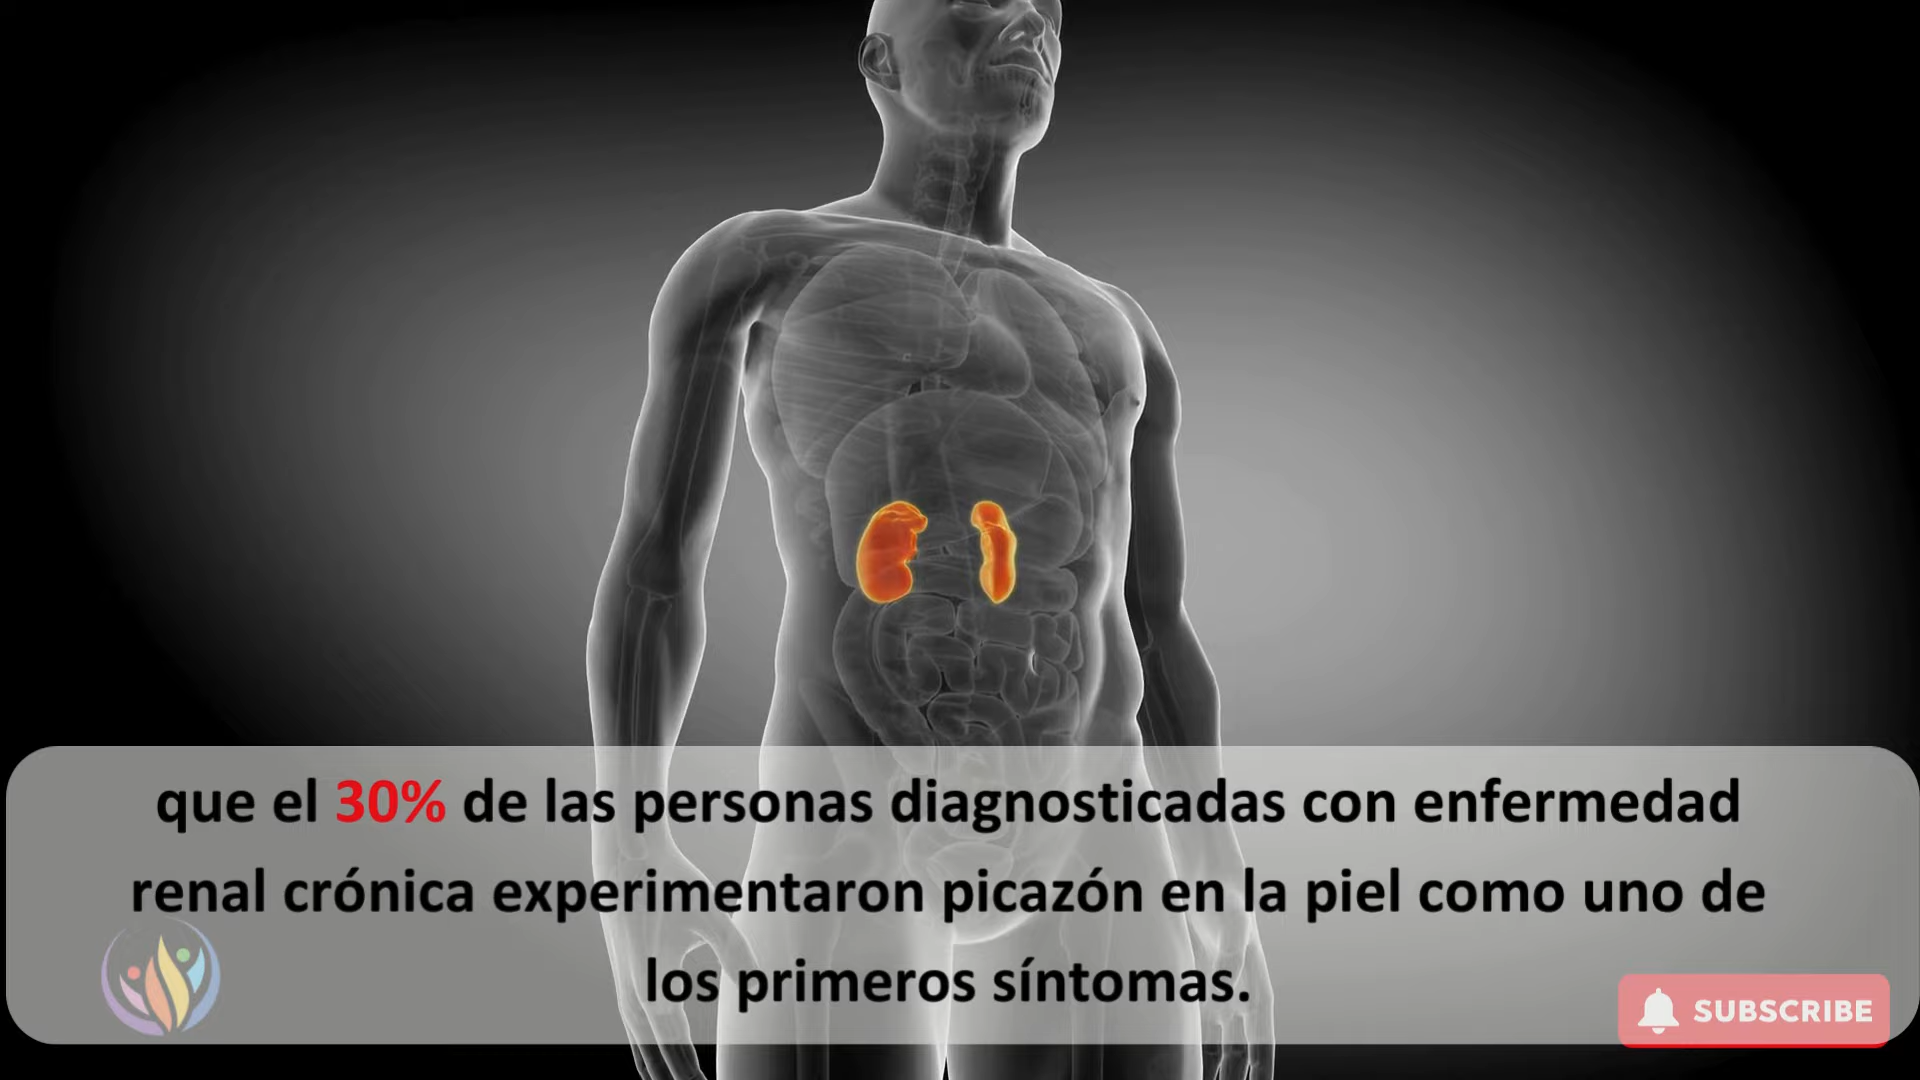 que el 30% de las personas diagnosticadas con enfermedad
renal crónica experimentaron picazón en la piel como uno de
los primeros síntomas.
SUBSCRIBE